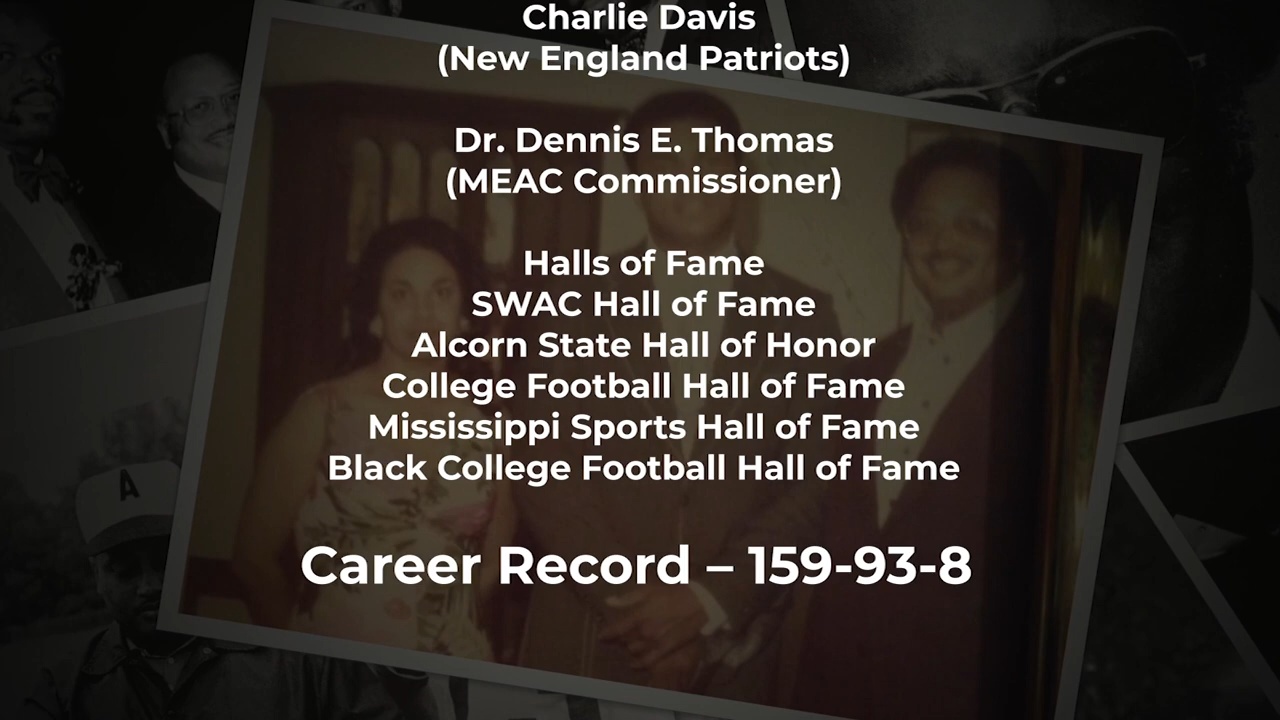 Charlie Davis
(New England Patriots)
Dr. Dennis E. Thomas
(MEAC Commissioner)
Halls of Fame
SWAC Hall of Fame
Alcorn State Hall of Honor
College Football Hall of Fame
Mississippi Sports Hall of Fame
Black College Football Hall of Fame
Career Record – 159-93-8
A